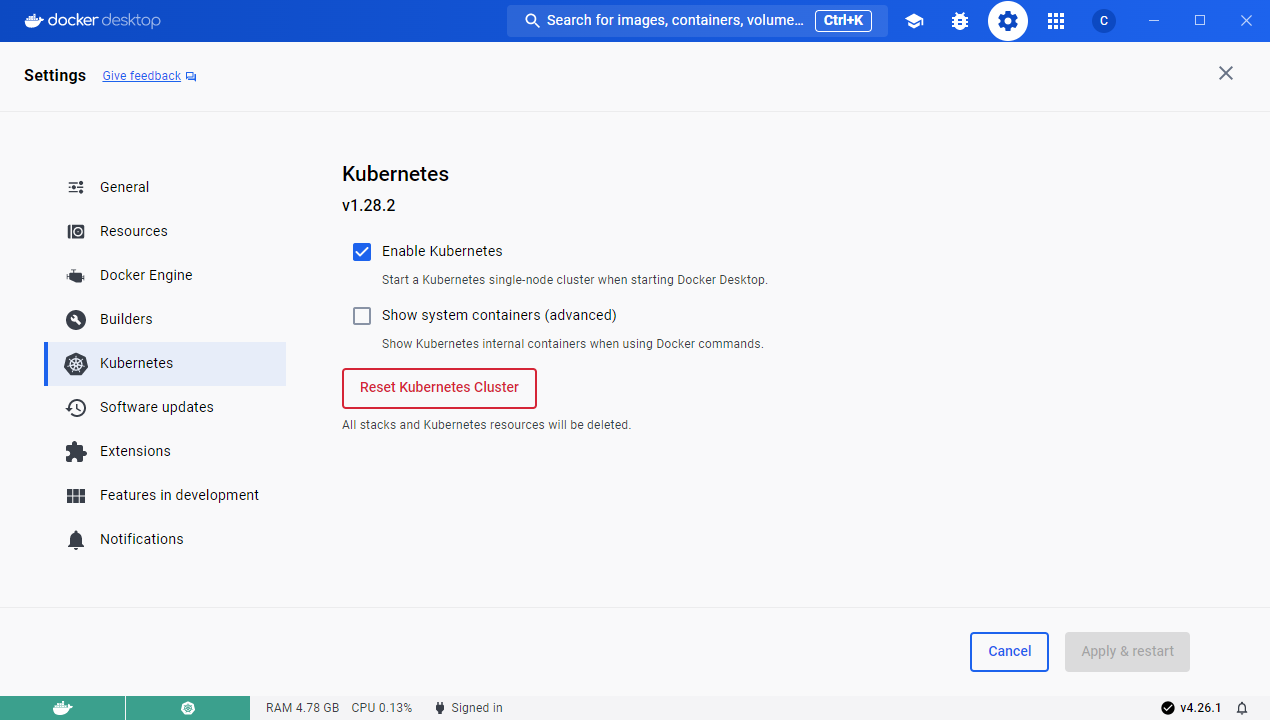 docker desktop
Search for images, containers, volume... Ctrl+K
C
Settings Give feedback
General
Resources
Docker Engine
Builders
Kubernetes
Software updates
Extensions
Features in development
Notifications
Kubernetes
v1.28.2
Enable Kubernetes
Start a Kubernetes single-node cluster when starting Docker Desktop.
Show system containers (advanced)
Show Kubernetes internal containers when using Docker commands.
Reset Kubernetes Cluster
All stacks and Kubernetes resources will be deleted.
Cancel Apply & restart
RAM 4.78 GB CPU 0.13% Signed in v4.26.1